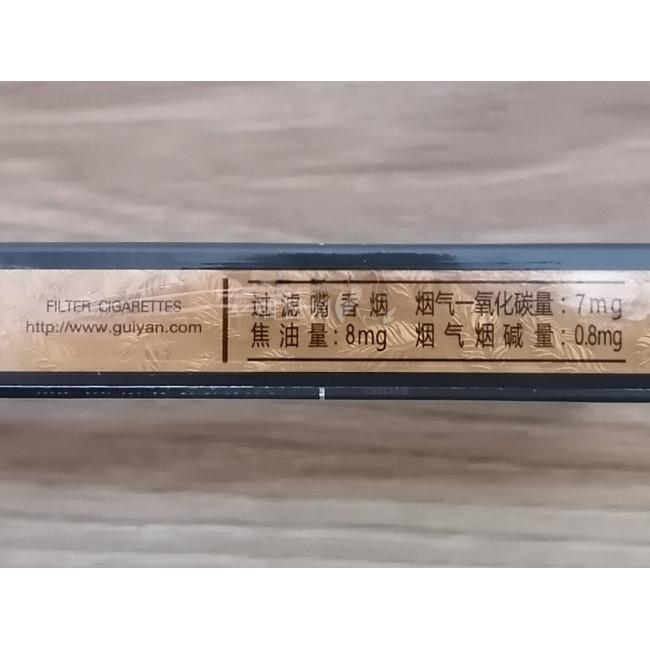 FILTER CIGARETTES
http://www.guiyan.com
过滤嘴香烟 烟气一氧化碳量:7mg
焦油量:8mg 烟气烟碱量:0.8mg